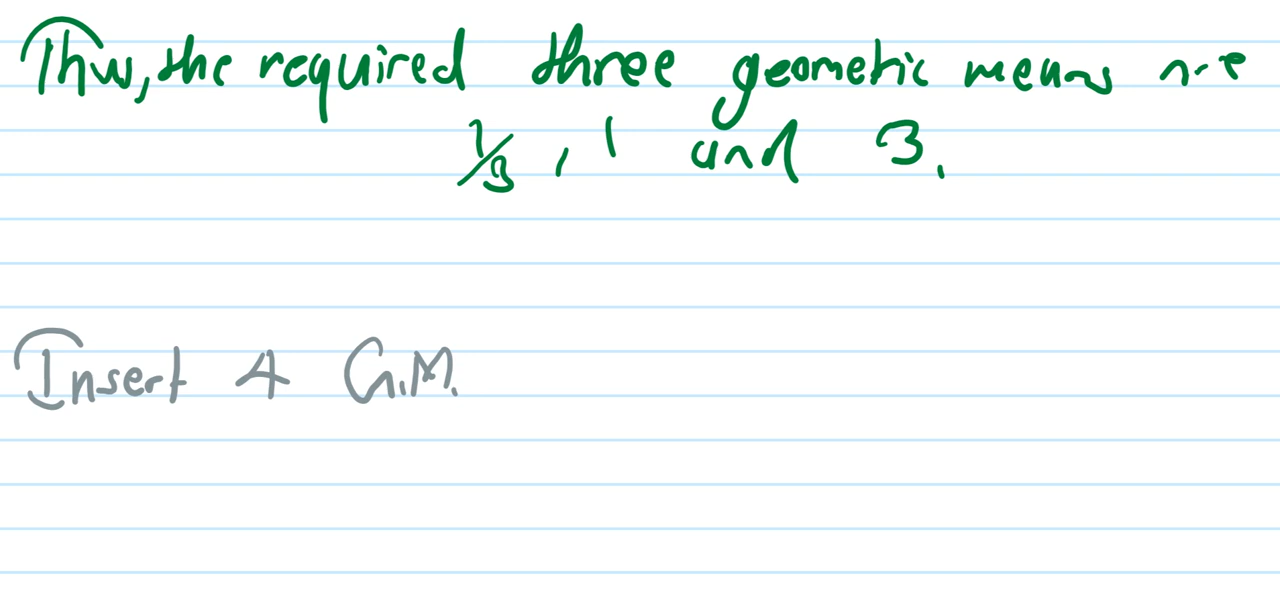 Thus, the required three geometric means are
1/3, 1 and 3.
Insert 4 G.M.